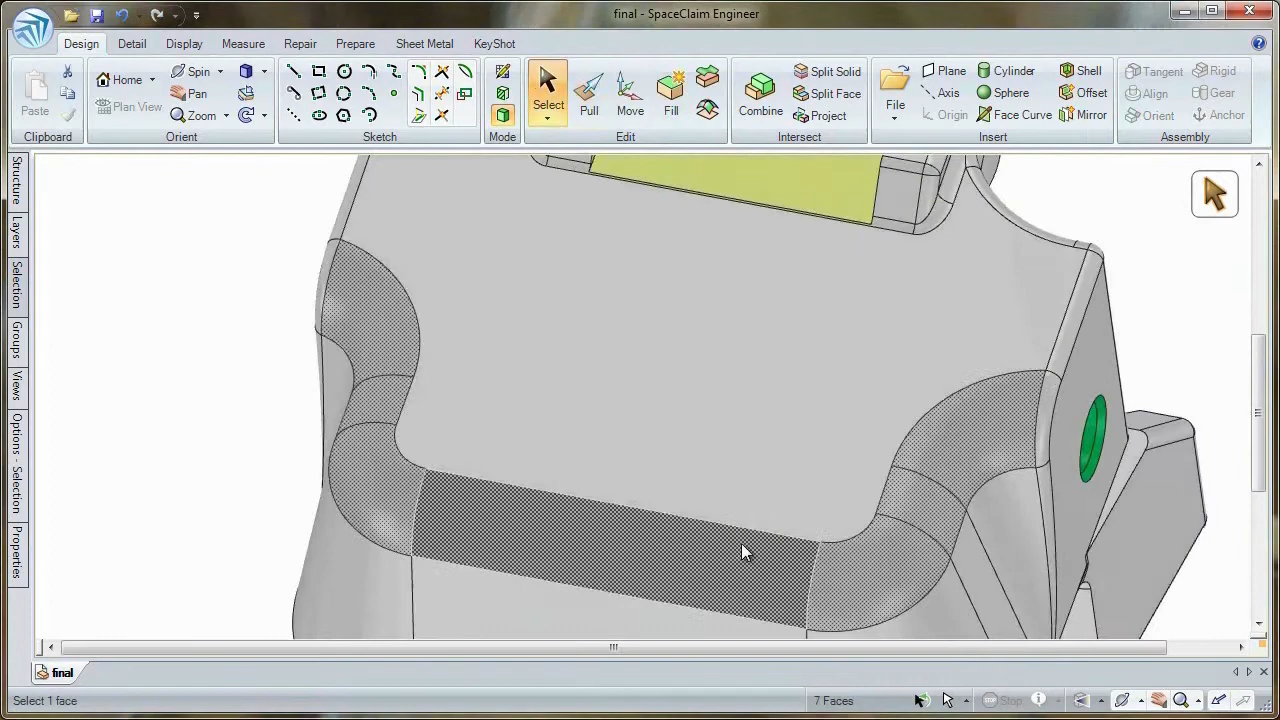 final - SpaceClaim Engineer
Design Detail Display Measure Repair Prepare Assembly Sheet Metal KeyShot
Paste
Clipboard
Home Spin
Plan View Pan
Zoom
Orient
Sketch
Mode
Select Pull Move Fill
Edit
Combine Split Solid
Split Face
Project
Intersect
File Plane Cylinder Shell
Axis Sphere Offset
Origin Face Curve Mirror
Insert
Tangent Rigid
Align Gear
Orient Anchor
Assembly
Structure
Layers
Selection
Groups
Views
Options - Selection
Properties
final
Select 1 face 7 Faces Stop